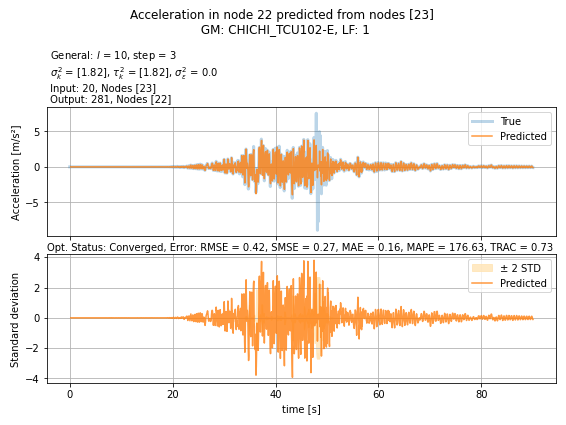 Acceleration in node 22 predicted from nodes [23]
GM: CHICHI_TCU102-E, LF: 1
General: l = 10, step = 3
σ²ₖ = [1.82], τ²ₖ = [1.82], σ²ε = 0.0
Input: 20, Nodes [23]
Output: 281, Nodes [22]
Acceleration [m/s²]
5
0
−5
True
Predicted
Opt. Status: Converged, Error: RMSE = 0.42, SMSE = 0.27, MAE = 0.16, MAPE = 176.63, TRAC = 0.73
Standard deviation
4
2
0
−2
−4
± 2 STD
Predicted
0 20 40 60 80
time [s]